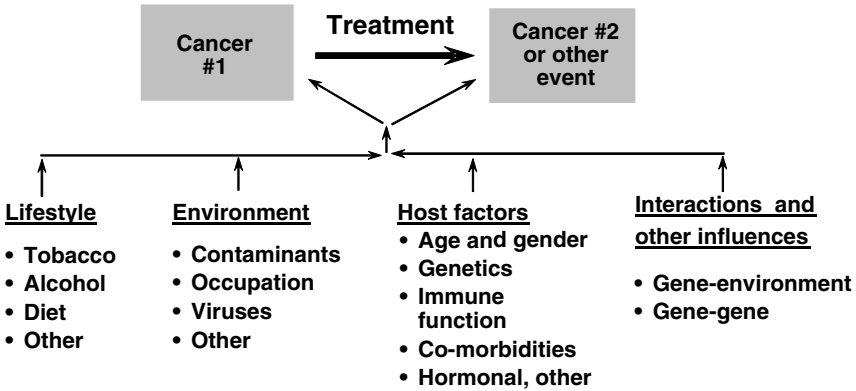 Cancer
#1
Treatment
Cancer #2
or other
event
Lifestyle
• Tobacco
• Alcohol
• Diet
• Other
Environment
• Contaminants
• Occupation
• Viruses
• Other
Host factors
• Age and gender
• Genetics
• Immune
function
• Co-morbidities
• Hormonal, other
Interactions and
other influences
• Gene-environment
• Gene-gene